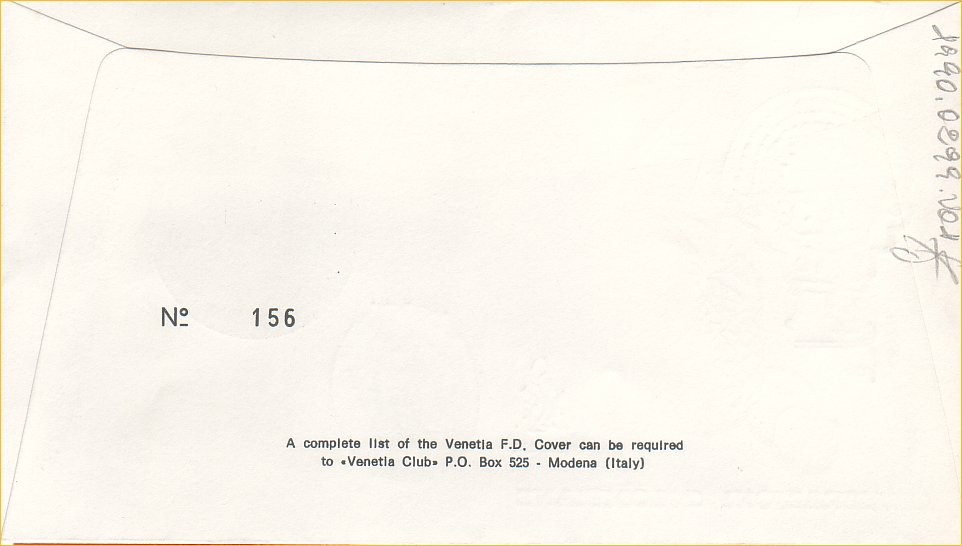 Nº 156
A complete list of the Venetia F.D. Cover can be required
to «Venetia Club» P.O. Box 525 - Modena (Italy)